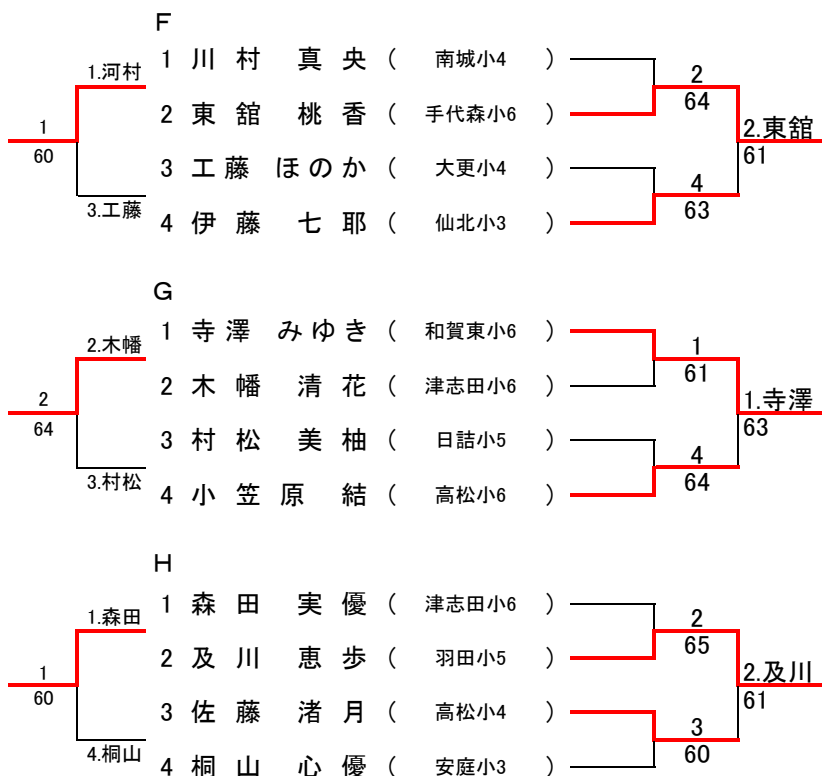 F
1 川村 真央 ( 南城小4 )
1.河村
2
64
2 東舘 桃香 ( 手代森小6 )
1
60
2.東舘
61
3 工藤 ほのか ( 大更小4 )
3.工藤
4
63
4 伊藤 七耶 ( 仙北小3 )
G
1 寺澤 みゆき ( 和賀東小6 )
2.木幡
1
61
2 木幡 清花 ( 津志田小6 )
2
64
1.寺澤
63
3 村松 美柚 ( 日詰小5 )
3.村松
4
64
4 小笠原 結 ( 高松小6 )
H
1 森田 実優 ( 津志田小6 )
1.森田
2
65
2 及川 恵歩 ( 羽田小5 )
1
60
2.及川
61
3 佐藤 渚月 ( 高松小4 )
4.桐山
3
60
4 桐山 心優 ( 安庭小3 )